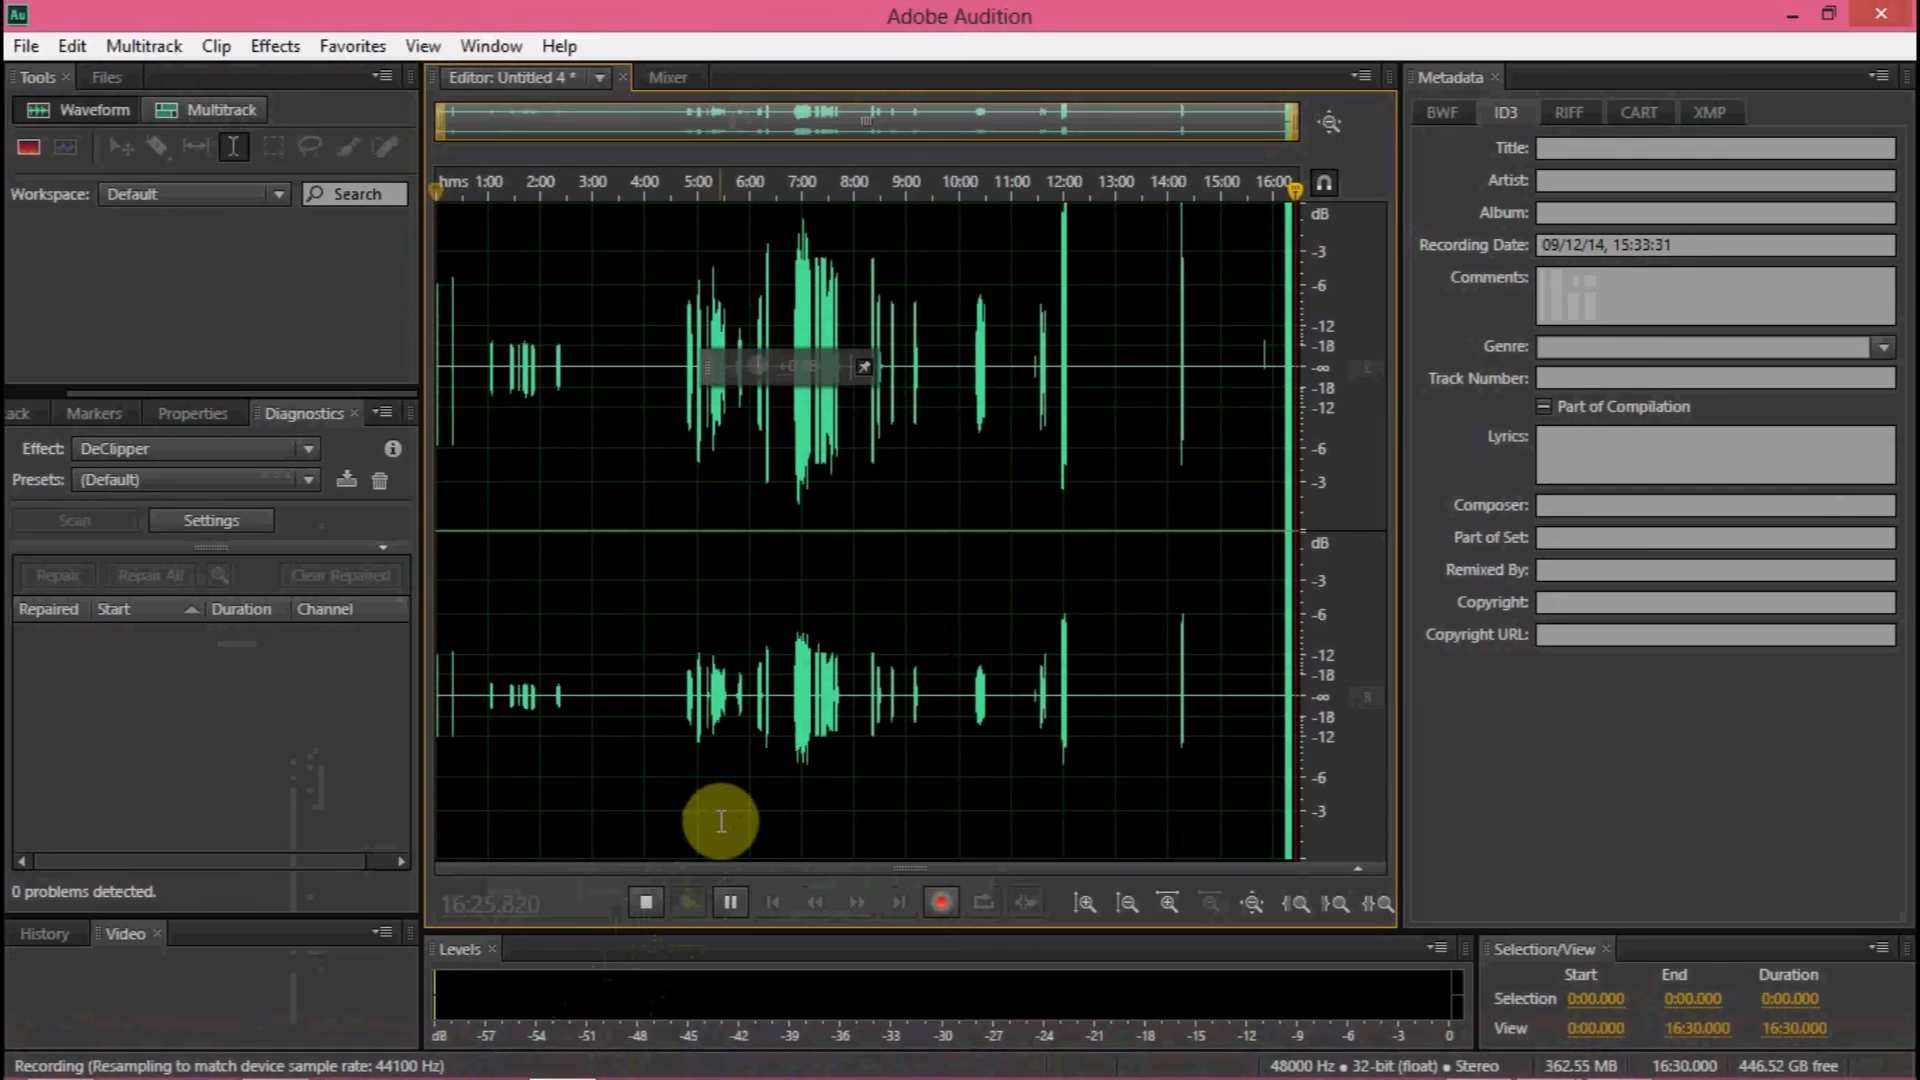 Au
Adobe Audition
File Edit Multitrack Clip Effects Favorites View Window Help
Tools Files
Waveform Multitrack
Workspace: Default Search
ack Markers Properties Diagnostics
Effect: DeClipper
Presets: (Default)
Scan Settings
Repair Repair All Clear Repaired
Repaired Start Duration Channel
0 problems detected.
History Video
Editor: Untitled 4 * Mixer
hms 1:00 2:00 3:00 4:00 5:00 6:00 7:00 8:00 9:00 10:00 11:00 12:00 13:00 14:00 15:00 16:00
dB
-3
-6
-12
-18
-∞
-18
-12
-6
-3
+0 dB
L
dB
-3
-6
-12
-18
-∞
-18
-12
-6
-3
R
16:25.820
Levels
dB -57 -54 -51 -48 -45 -42 -39 -36 -33 -30 -27 -24 -21 -18 -15 -12 -9 -6 -3 0
Metadata
BWF ID3 RIFF CART XMP
Title:
Artist:
Album:
Recording Date: 09/12/14, 15:33:31
Comments:
Genre:
Track Number:
Part of Compilation
Lyrics:
Composer:
Part of Set:
Remixed By:
Copyright:
Copyright URL:
Selection/View
Start End Duration
Selection 0:00.000 0:00.000 0:00.000
View 0:00.000 16:30.000 16:30.000
Recording (Resampling to match device sample rate: 44100 Hz)
48000 Hz ● 32-bit (float) ● Stereo 362.55 MB 16:30.000 446.52 GB free